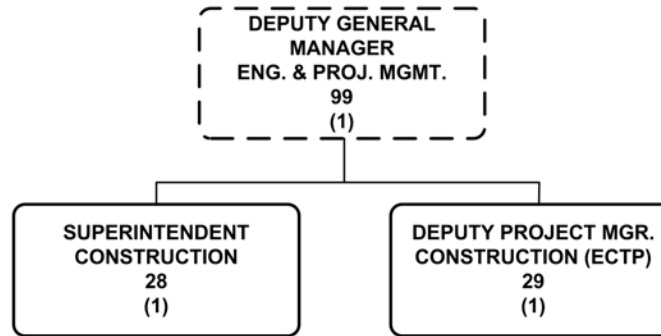 DEPUTY GENERAL
MANAGER
ENG. & PROJ. MGMT.
99
(1)
SUPERINTENDENT
CONSTRUCTION
28
(1)
DEPUTY PROJECT MGR.
CONSTRUCTION (ECTP)
29
(1)